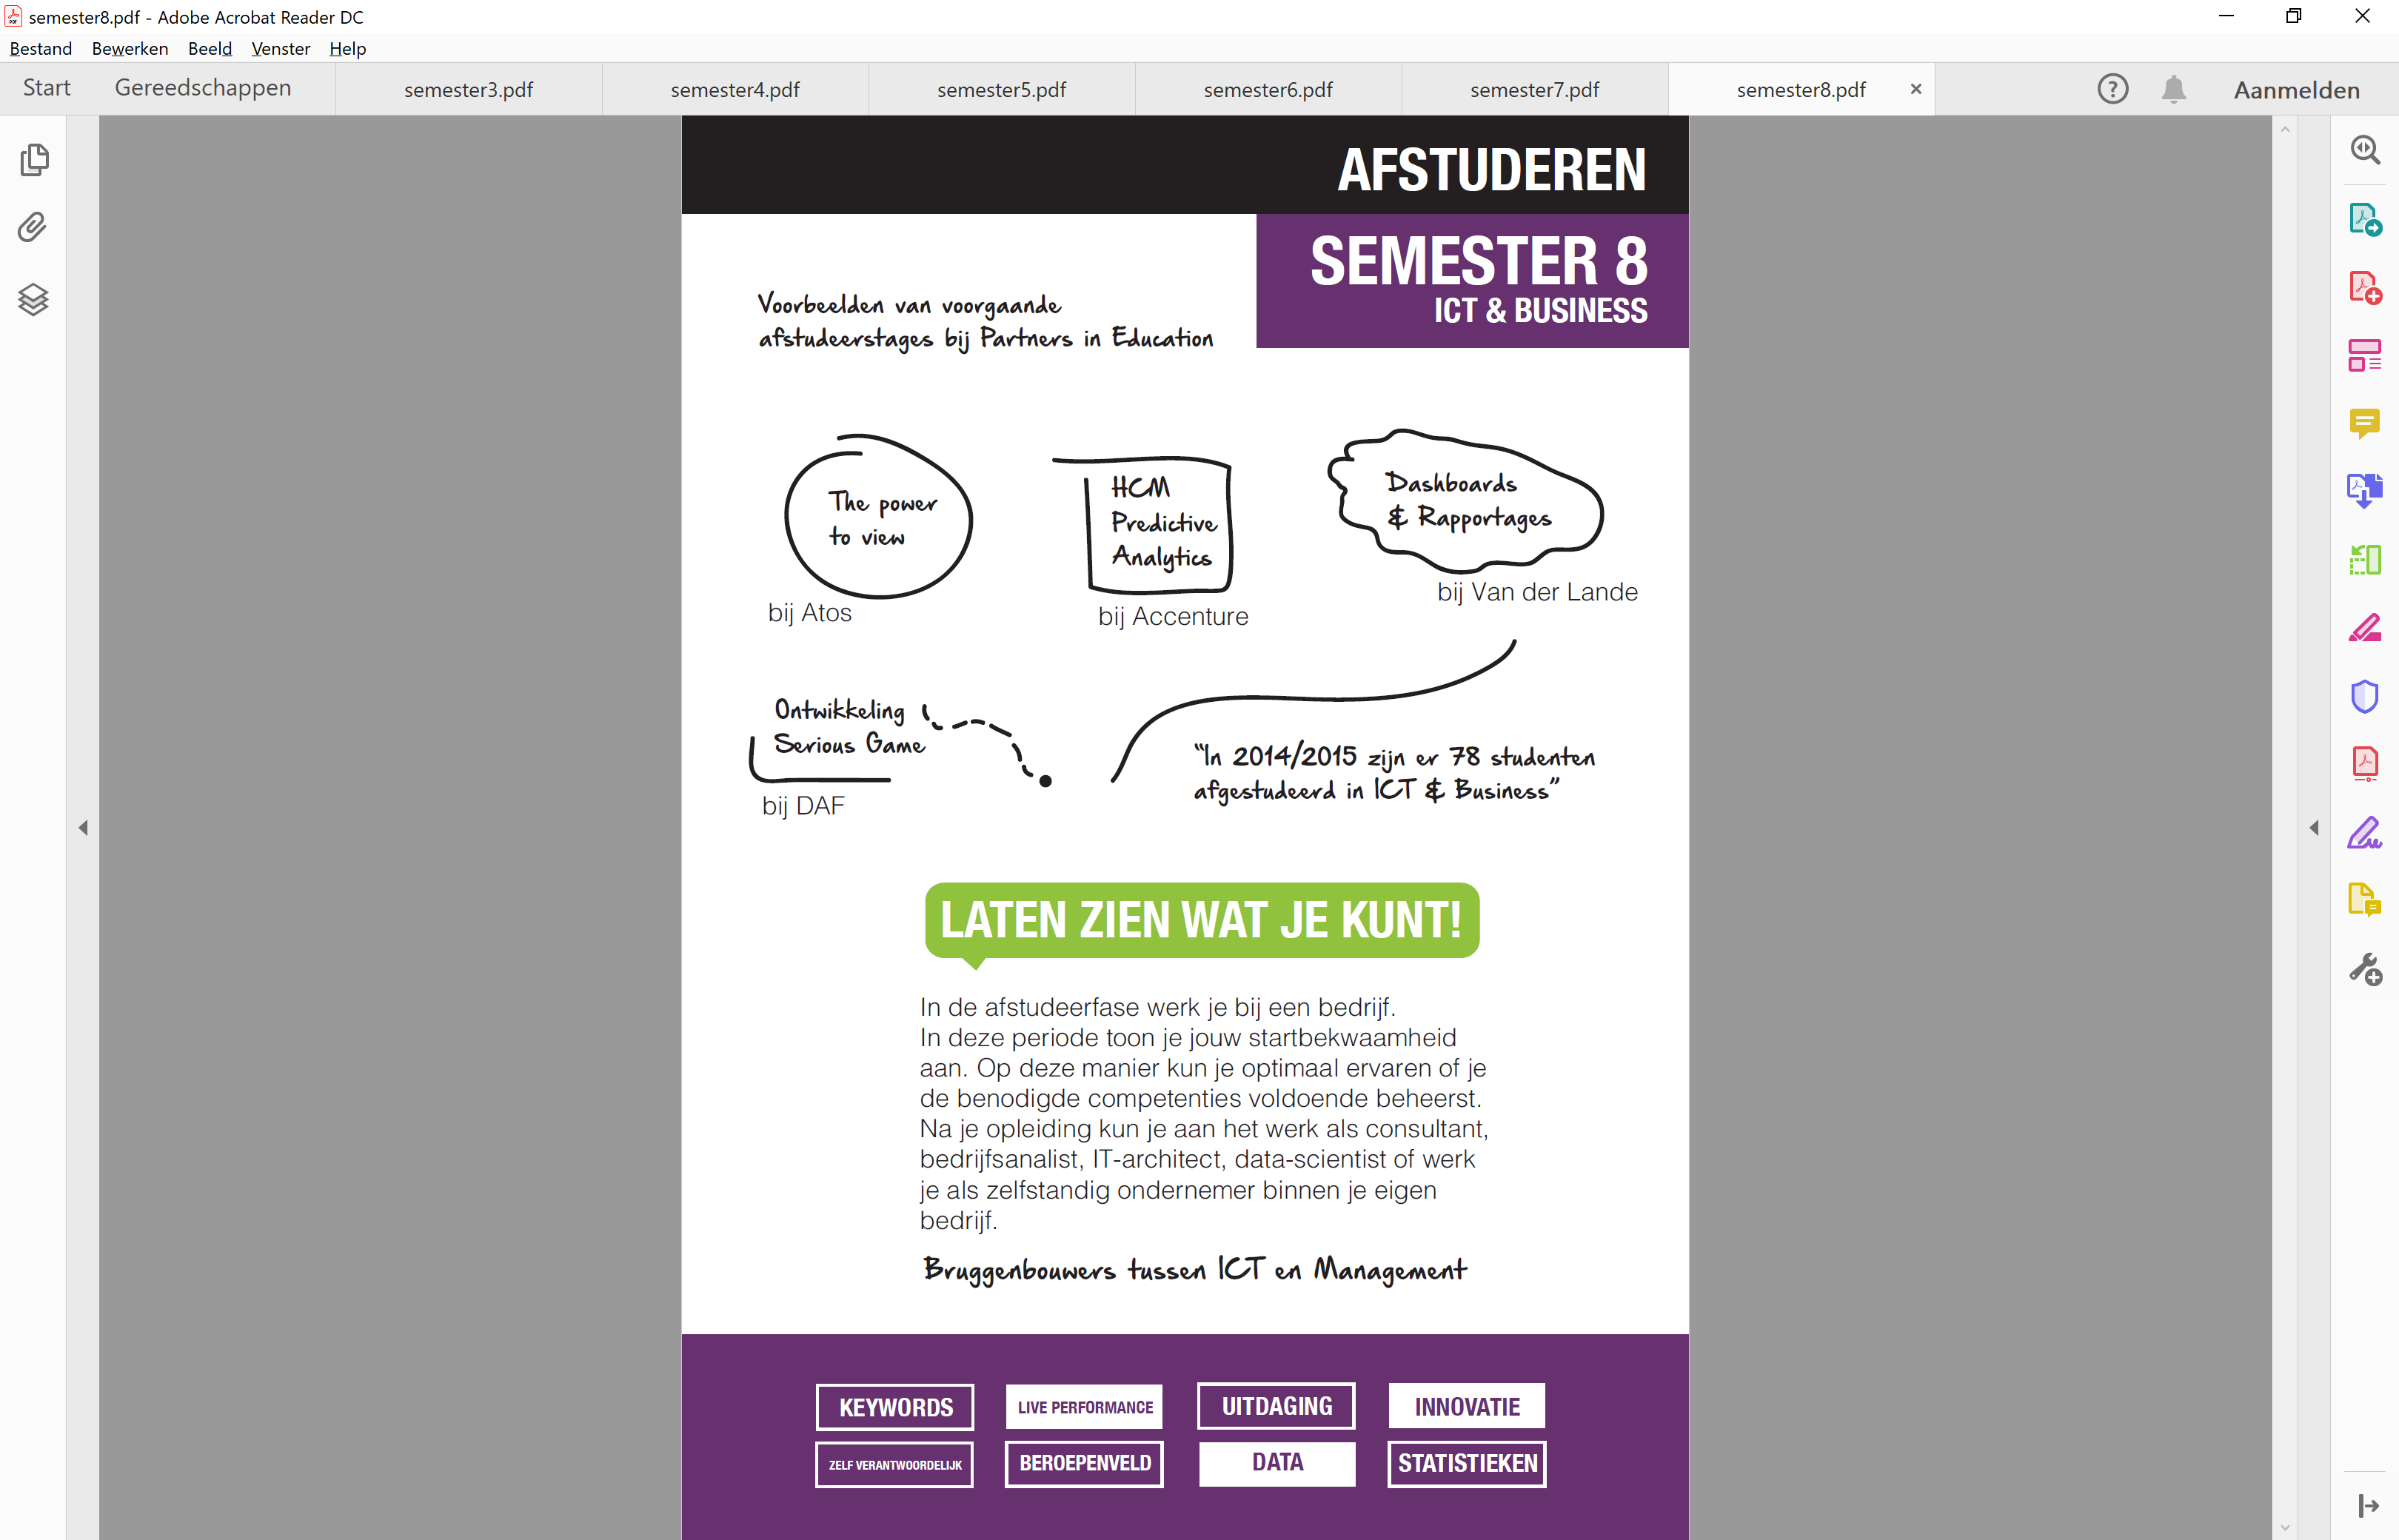 semester8.pdf - Adobe Acrobat Reader DC
Bestand Bewerken Beeld Venster Help
Start Gereedschappen semester3.pdf semester4.pdf semester5.pdf semester6.pdf semester7.pdf semester8.pdf Aanmelden
AFSTUDEREN
SEMESTER 8
ICT & BUSINESS
Voorbeelden van voorgaande
afstudeerstages bij Partners in Education
The power
to view
bij Atos
HCM
Predictive
Analytics
bij Accenture
Dashboards
& Rapportages
bij Van der Lande
Ontwikkeling
Serious Game
bij DAF
“In 2014/2015 zijn er 78 studenten
afgestudeerd in ICT & Business”
LATEN ZIEN WAT JE KUNT!
In de afstudeerfase werk je bij een bedrijf.
In deze periode toon je jouw startbekwaamheid
aan. Op deze manier kun je optimaal ervaren of je
de benodigde competenties voldoende beheerst.
Na je opleiding kun je aan het werk als consultant,
bedrijfsanalist, IT-architect, data-scientist of werk
je als zelfstandig ondernemer binnen je eigen
bedrijf.
Bruggenbouwers tussen ICT en Management
KEYWORDS LIVE PERFORMANCE UITDAGING INNOVATIE
ZELF VERANTWOORDELIJK BEROEPENVELD DATA STATISTIEKEN